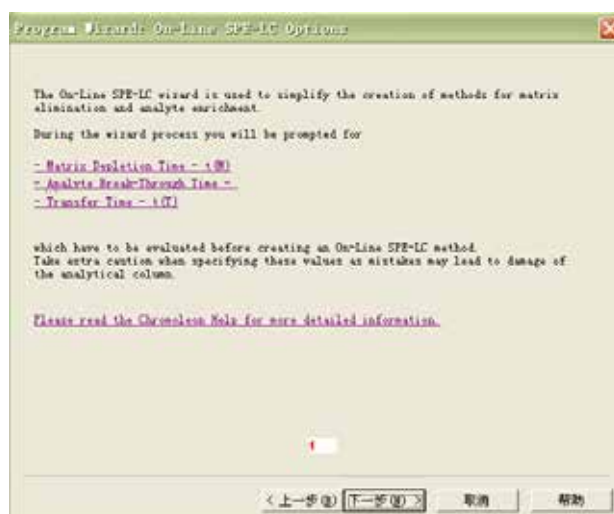 Program Wizard: On-Line SPE-LC Options
The On-Line SPE-LC wizard is used to simplify the creation of methods for matrix
elimination and analyte enrichment.
During the wizard process you will be prompted for
- Matrix Depletion Time - t(M)
- Analyte Break-Through Time -
- Transfer Time - t(T)
which have to be evaluated before creating an On-Line SPE-LC method.
Take extra caution when specifying these values as mistakes may lead to damage of
the analytical column.
Please read the Chromeleon Help for more detailed information.
< 上一步(B) 下一步(N) > 取消 帮助